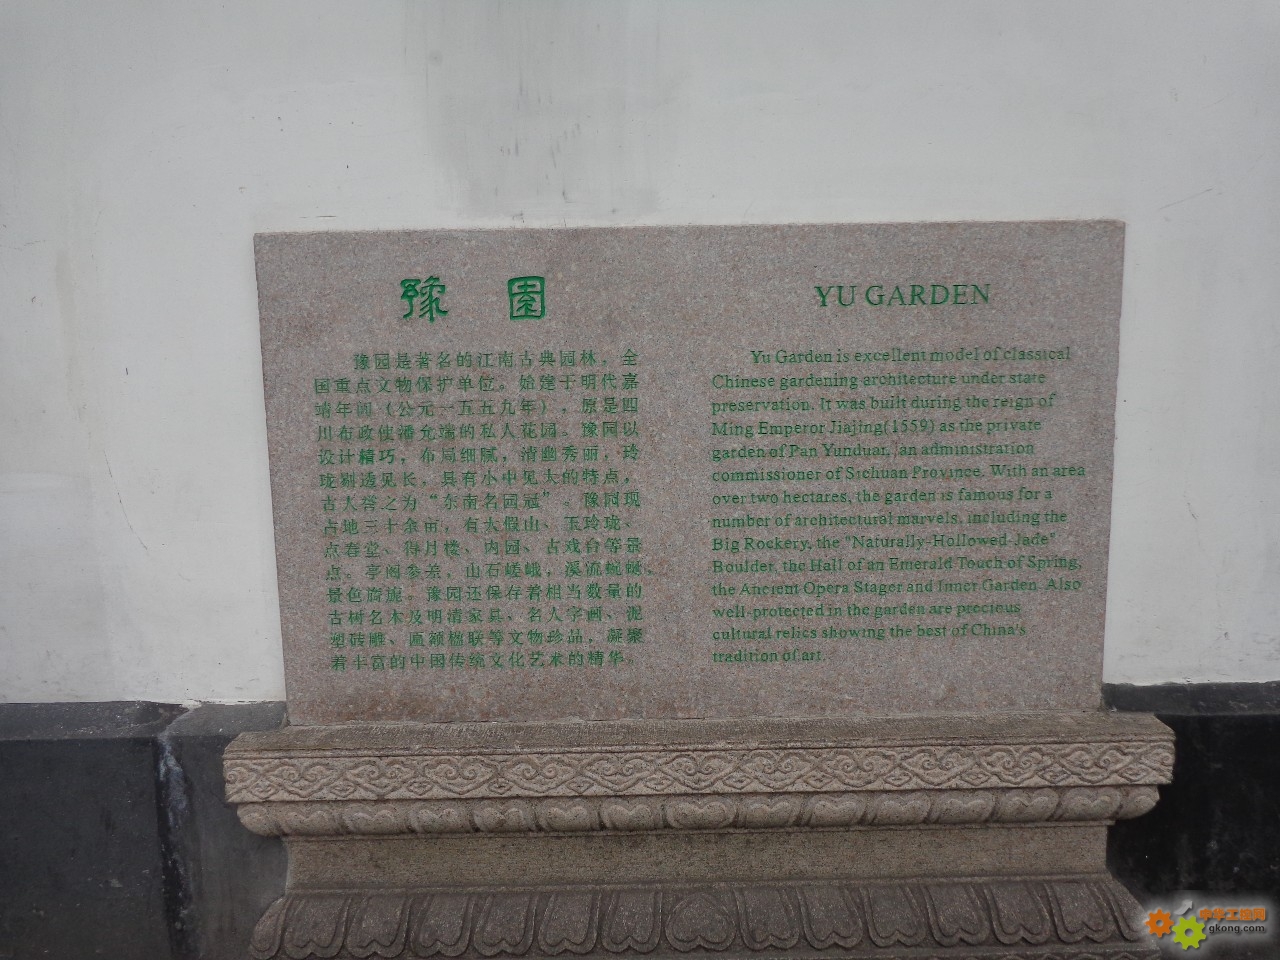 豫園
豫园是著名的江南古典园林，全
国重点文物保护单位。始建于明代嘉
靖年间（公元一五五九年），原是四
川布政使潘允端的私人花园。豫园以
设计精巧，布局细腻，清幽秀丽，玲
珑剔透见长，具有小中见大的特点，
古人誉之为“东南名园冠”。豫园现
占地三十余亩，有大假山、玉玲珑、
点春堂、得月楼、内园、古戏台等景
点。亭阁参差，山石嵯峨，溪流蜿蜒，
景色旖旎。豫园还保存着相当数量的
古树名木及明清家具、名人字画、泥
塑砖雕、匾额楹联等文物珍品，凝聚
着丰富的中国传统文化艺术的精华。
YU GARDEN
Yu Garden is excellent model of classical
Chinese gardening architecture under state
preservation. It was built during the reign of
Ming Emperor Jiajing(1559) as the private
garden of Pan Yunduan, an administration
commissioner of Sichuan Province. With an area
over two hectares, the garden is famous for a
number of architectural marvels, including the
Big Rockery, the "Naturally-Hollowed-Jade"
Boulder, the Hall of an Emerald Touch of Spring,
the Ancient Opera Stager and Inner Garden. Also
well-protected in the garden are precious
cultural relics showing the best of China's
tradition of art.
中华工控网
gkong.com